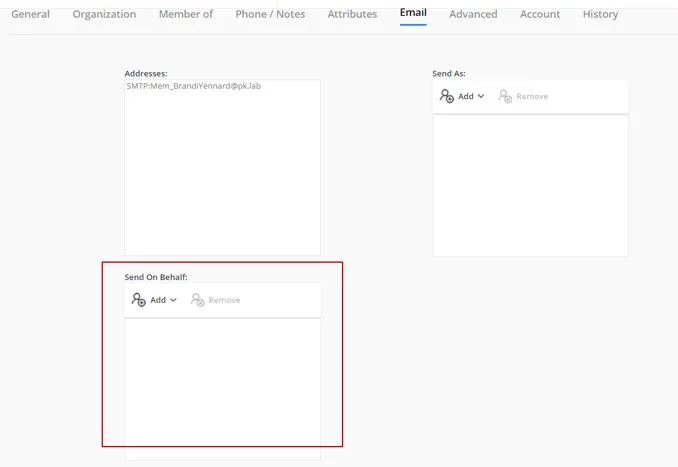 General Organization Member of Phone / Notes Attributes Email Advanced Account History
Addresses:
SMTP:Mem_BrandiYennard@pk.lab
Send As:
Add Remove
Send On Behalf:
Add Remove